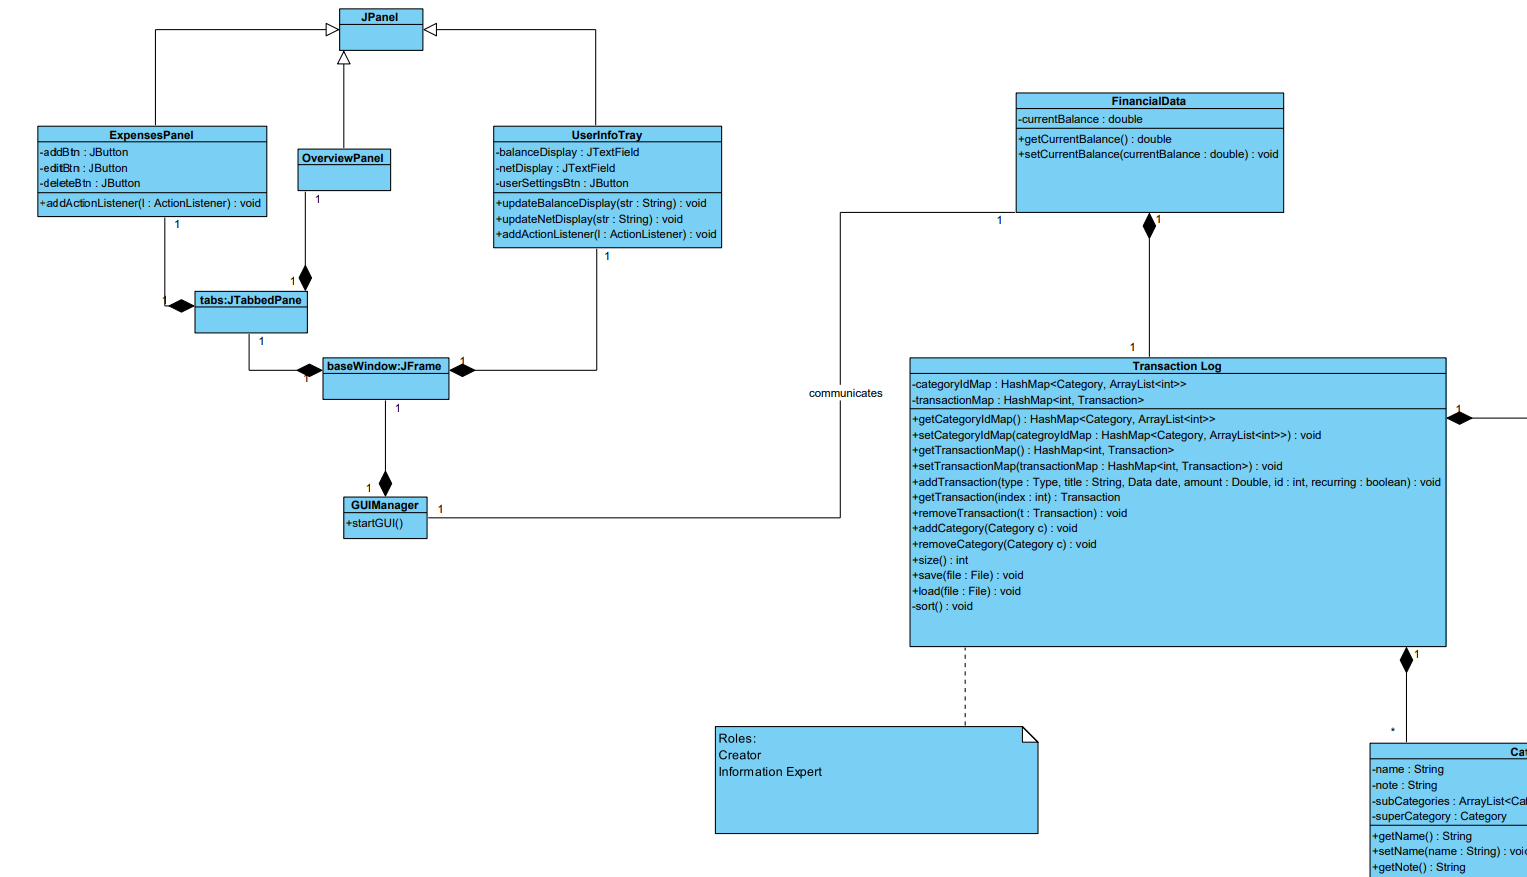 JPanel
ExpensesPanel
-addBtn : JButton
-editBtn : JButton
-deleteBtn : JButton
+addActionListener(l : ActionListener) : void
1
OverviewPanel
1
UserInfoTray
-balanceDisplay : JTextField
-netDisplay : JTextField
-userSettingsBtn : JButton
+updateBalanceDisplay(str : String) : void
+updateNetDisplay(str : String) : void
+addActionListener(l : ActionListener) : void
1
1
1
tabs:JTabbedPane
1
1
1
baseWindow:JFrame
1
1
GUIManager
+startGUI()
1
communicates
1
FinancialData
-currentBalance : double
+getCurrentBalance() : double
+setCurrentBalance(currentBalance : double) : void
1
1
Transaction Log
-categoryIdMap : HashMap<Category, ArrayList<int>>
-transactionMap : HashMap<int, Transaction>
+getCategoryIdMap() : HashMap<Category, ArrayList<int>>
+setCategoryIdMap(categroyIdMap : HashMap<Category, ArrayList<int>>) : void
+getTransactionMap() : HashMap<int, Transaction>
+setTransactionMap(transactionMap : HashMap<int, Transaction>) : void
+addTransaction(type : Type, title : String, Data date, amount : Double, id : int, recurring : boolean) : void
+getTransaction(index : int) : Transaction
+removeTransaction(t : Transaction) : void
+addCategory(Category c) : void
+removeCategory(Category c) : void
+size() : int
+save(file : File) : void
+load(file : File) : void
-sort() : void
1
1
*
Roles:
Creator
Information Expert
-name : String
-note : String
-subCategories : ArrayList<Cat
-superCategory : Category
+getName() : String
+setName(name : String) : void
+getNote() : String